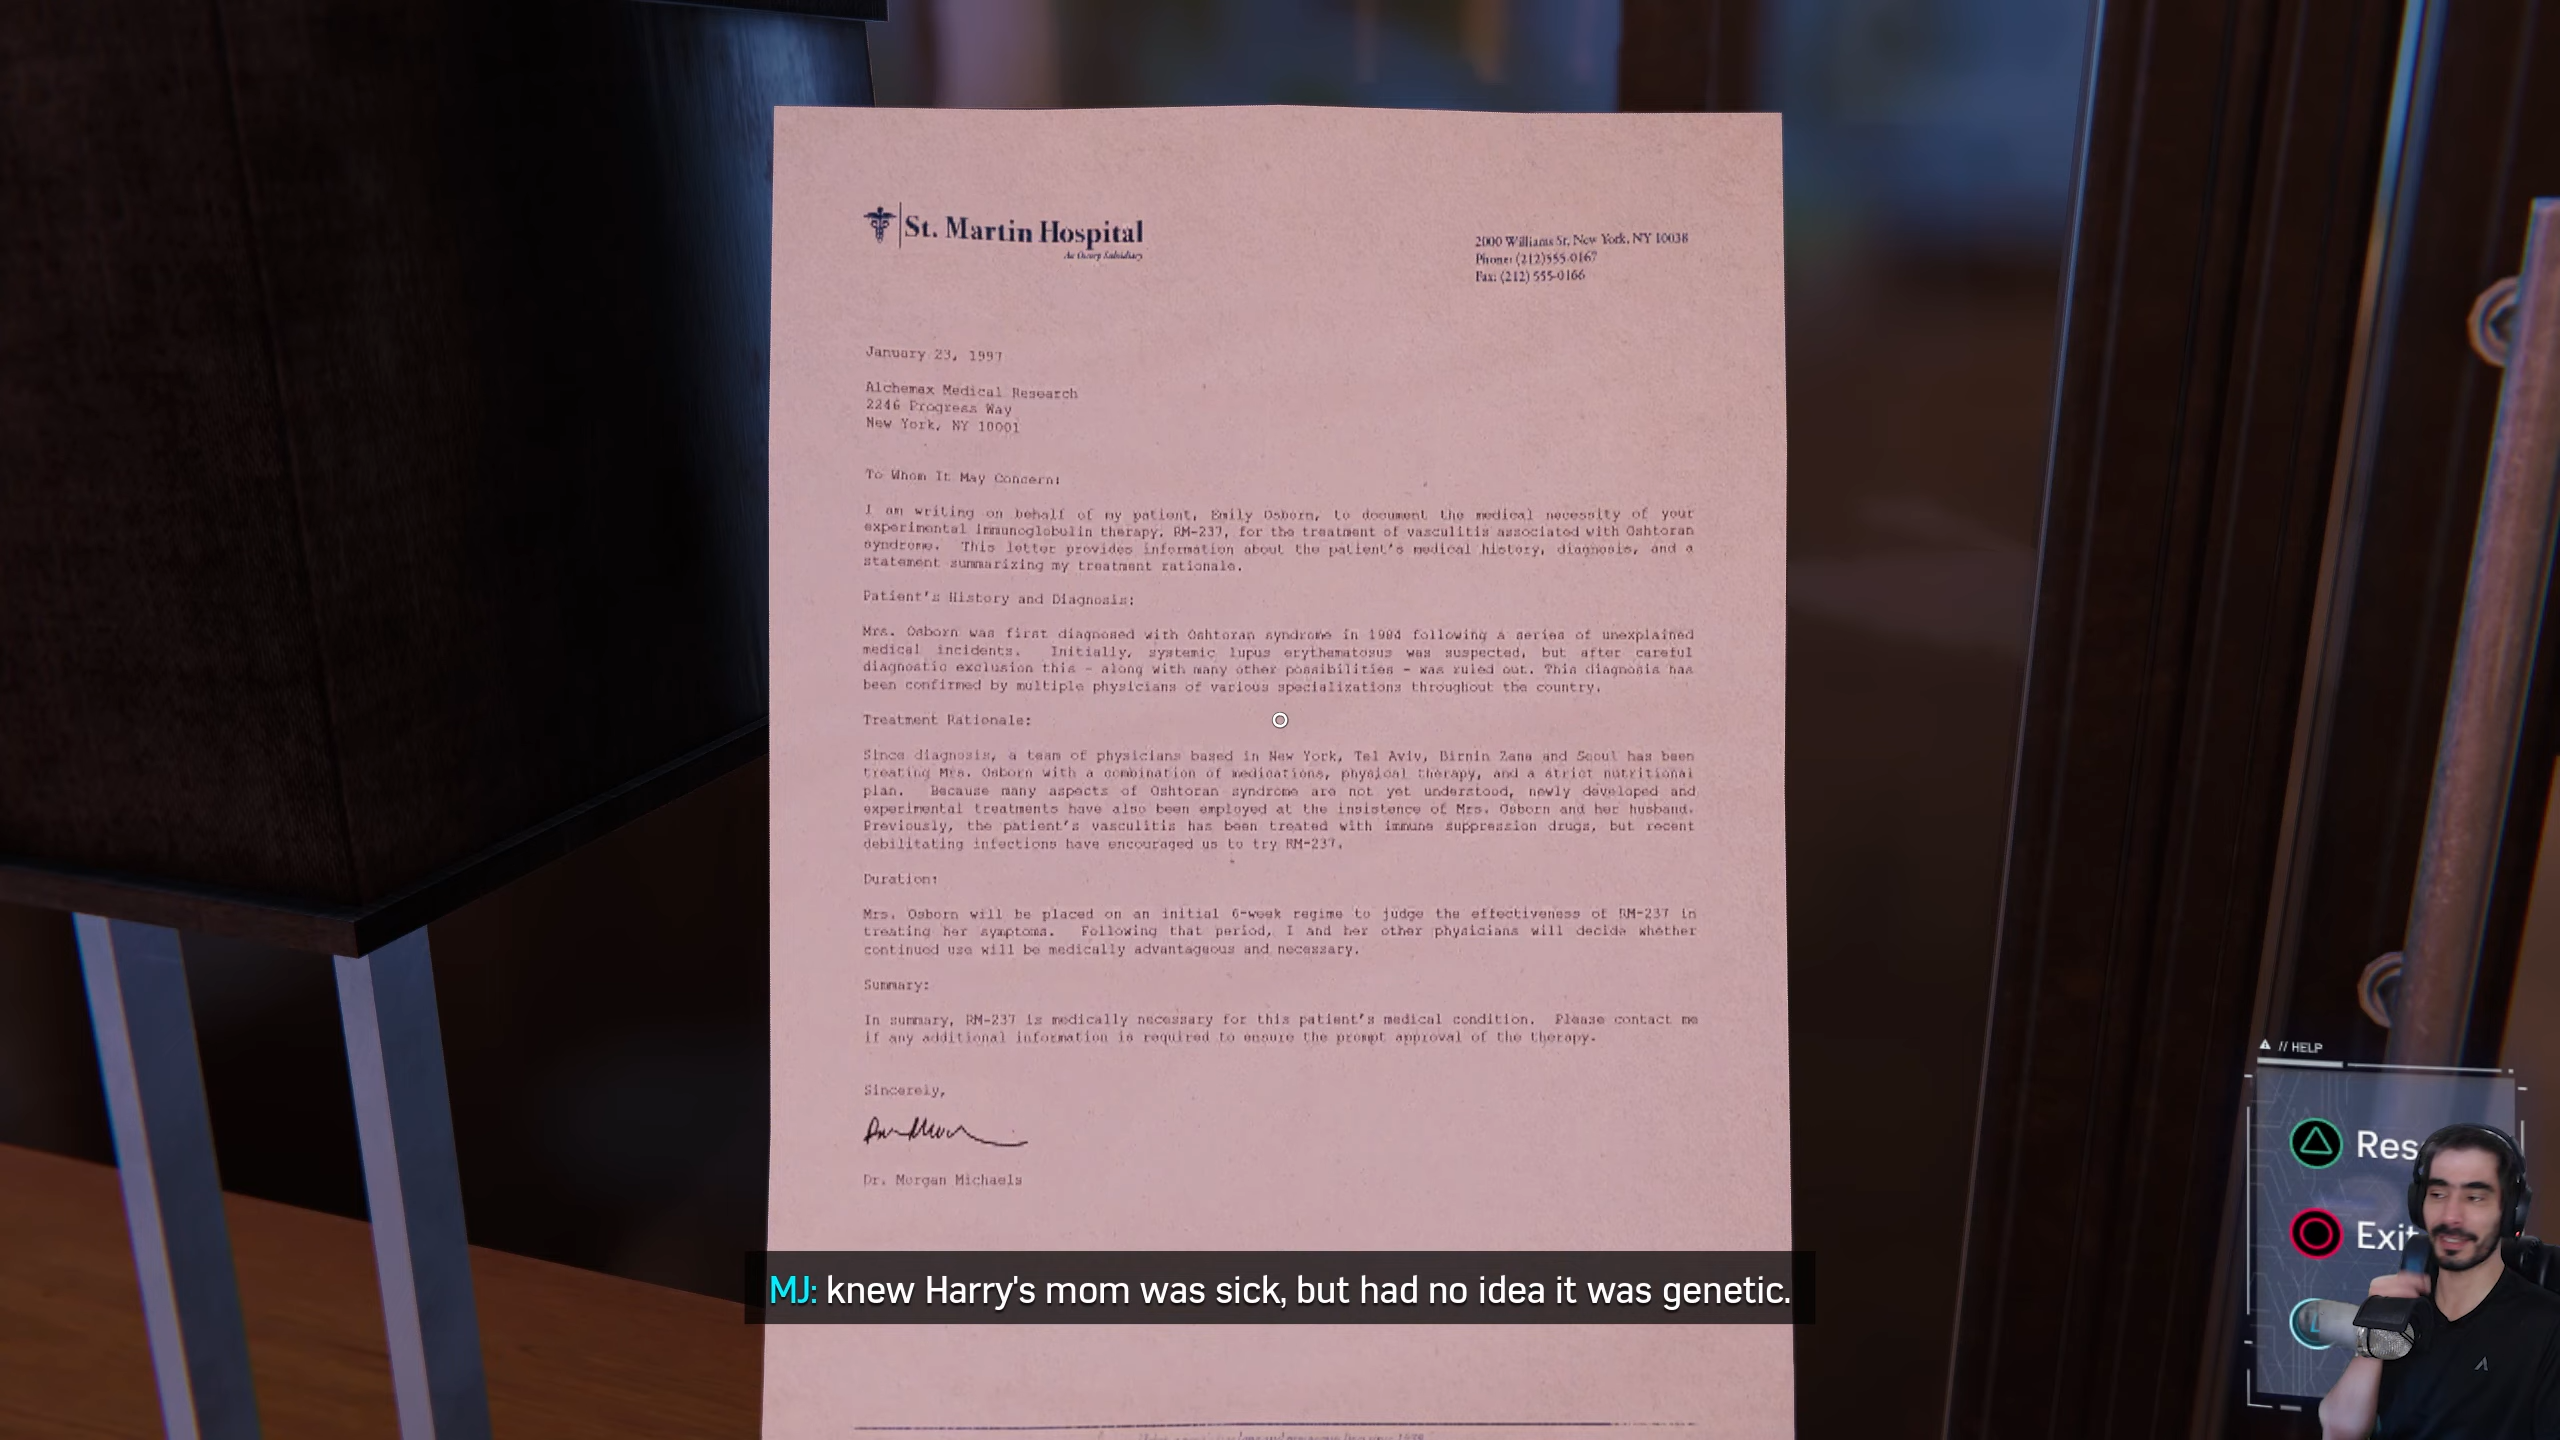 St. Martin Hospital
An Oscorp Subsidiary
2000 Williams St, New York, NY 10038
Phone: (212)555-0167
Fax: (212) 555-0166
January 23, 1997
Alchemax Medical Research
2246 Progress Way
New York, NY 10001
To Whom It May Concern:
I am writing on behalf of my patient, Emily Osborn, to document the medical necessity of your
experimental immunoglobulin therapy, RM-237, for the treatment of vasculitis associated with Oshtoran
syndrome. This letter provides information about the patient's medical history, diagnosis, and a
statement summarizing my treatment rationale.
Patient's History and Diagnosis:
Mrs. Osborn was first diagnosed with Oshtoran syndrome in following a series of unexplained
medical incidents. Initially, systemic lupus erythematosus was suspected, but after careful
diagnostic exclusion this - along with many other possibilities - was ruled out. This diagnosis has
been confirmed by multiple physicians of various specializations throughout the country.
Treatment Rationale:
Since diagnosis, a team of physicians based in New York, Tel Aviv, Birnin Zana and Seoul has been
treating Mrs. Osborn with a combination of medications, physical therapy, and a strict nutritional
plan. Because many aspects of Oshtoran syndrome are not yet understood, newly developed and
experimental treatments have also been employed at the insistence of Mrs. Osborn and her husband.
Previously, the patient's vasculitis has been treated with immune suppression drugs, but recent
debilitating infections have encouraged us to try RM-237.
Duration:
Mrs. Osborn will be placed on an initial 6-week regime to judge the effectiveness of RM-237 in
treating her symptoms. Following that period, I and her other physicians will decide whether
continued use will be medically advantageous and necessary.
Summary:
In summary, RM-237 is medically necessary for this patient's medical condition. Please contact me
if any additional information is required to ensure the prompt approval of the therapy.
Sincerely,
Dr. Morgan Michaels
MJ: knew Harry's mom was sick, but had no idea it was genetic.
// HELP
Res
Exit